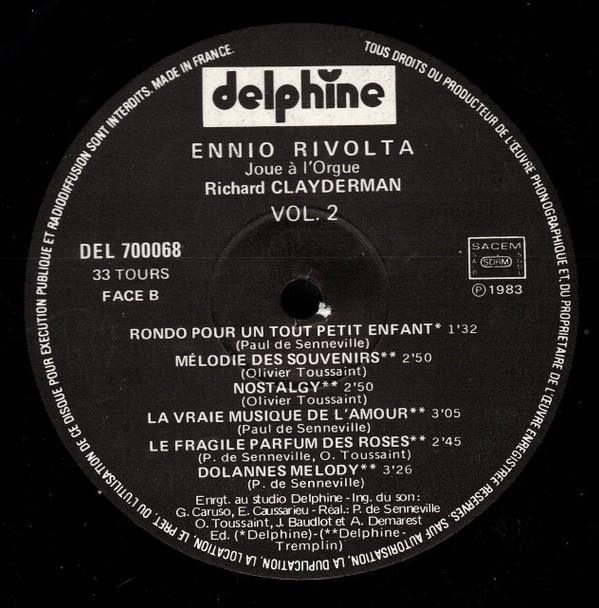 TOUS DROITS DU PRODUCTEUR DE L'ŒUVRE PHONOGRAPHIQUE ET DU PROPRIETAIRE DE L'ŒUVRE ENREGISTREE RESERVES. SAUF AUTORISATION, LA DUPLICATION, LA LOCATION, LE PRET, OU L'UTILISATION DE CE DISQUE POUR EXECUTION PUBLIQUE ET RADIODIFFUSION SONT INTERDITS. MADE IN FRANCE.
delphine
ENNIO RIVOLTA
Joue à l'Orgue
Richard CLAYDERMAN
VOL. 2
DEL 700068
33 TOURS
FACE B
SACEM
SDRM
℗ 1983
RONDO POUR UN TOUT PETIT ENFANT* 1'32
(Paul de Senneville)
MÉLODIE DES SOUVENIRS** 2'50
(Olivier Toussaint)
NOSTALGY** 2'50
(Olivier Toussaint)
LA VRAIE MUSIQUE DE L'AMOUR** 3'05
(Paul de Senneville)
LE FRAGILE PARFUM DES ROSES** 2'45
(P. de Senneville, O. Toussaint)
DOLANNES MELODY** 3'26
(P. de Senneville)
Enrgt. au studio Delphine - Ing. du son :
G. Caruso, E. Caussarieu - Réal.: P. de Senneville
O. Toussaint, J. Baudlot et A. Demarest
Ed. (*Delphine)-(**Delphine-
Tremplin)